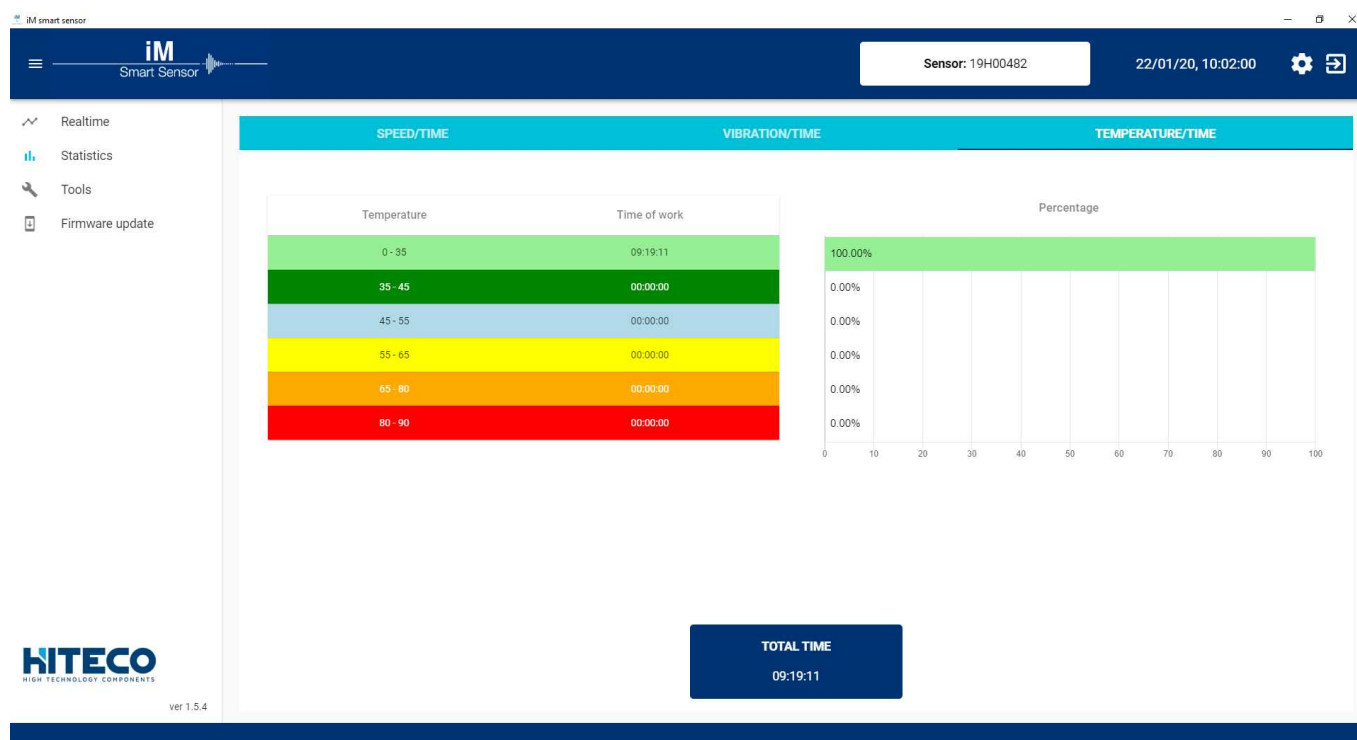 iM smart sensor
iM
Smart Sensor
Sensor: 19H00482
22/01/20, 10:02:00
Realtime
Statistics
Tools
Firmware update
SPEED/TIME VIBRATION/TIME TEMPERATURE/TIME
Temperature Time of work
0 - 35 09:19:11
35 - 45 00:00:00
45 - 55 00:00:00
55 - 65 00:00:00
65 - 80 00:00:00
80 - 90 00:00:00
Percentage
100.00%
0.00%
0.00%
0.00%
0.00%
0.00%
0 10 20 30 40 50 60 70 80 90 100
TOTAL TIME
09:19:11
HITECO
HIGH TECHNOLOGY COMPONENTS
ver 1.5.4